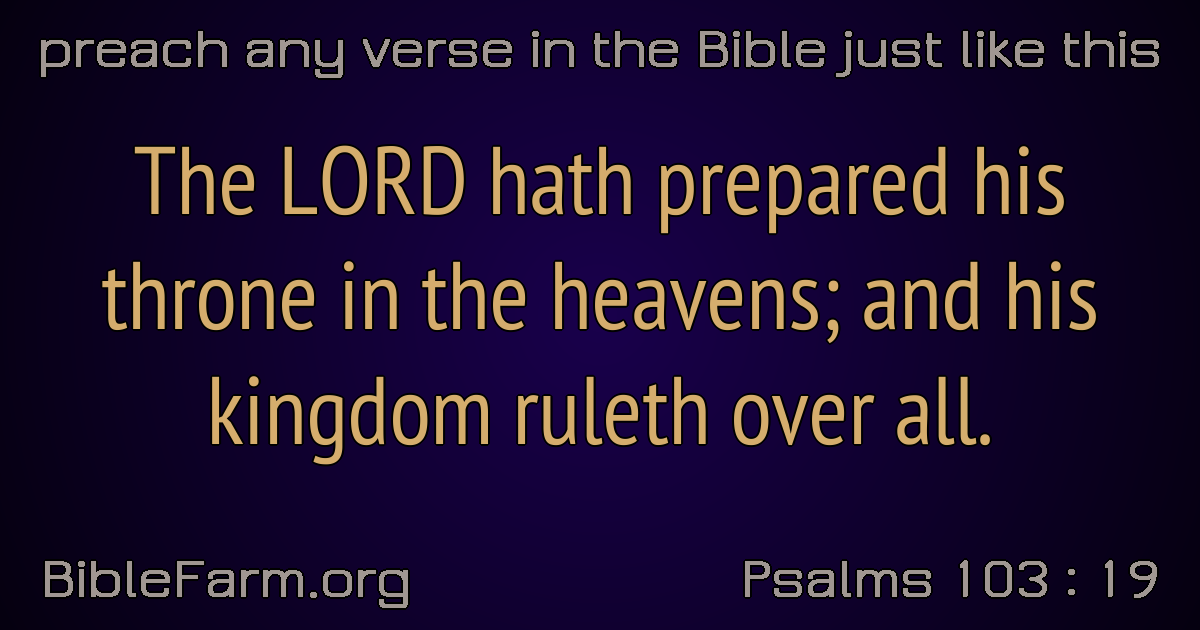 preach any verse in the Bible just like this
The LORD hath prepared his
throne in the heavens; and his
kingdom ruleth over all.
BibleFarm.org
Psalms 103 : 19